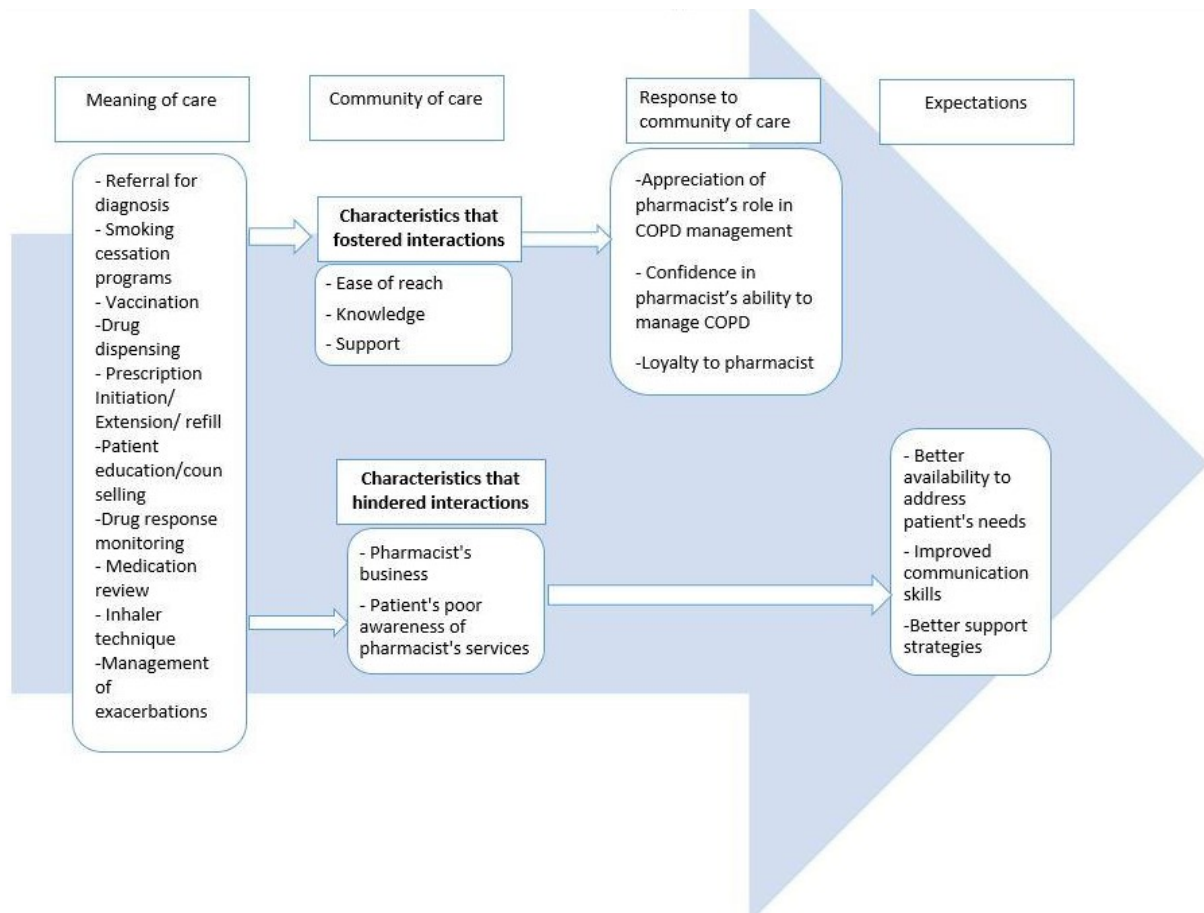 Meaning of care
Community of care
Response to
community of care
Expectations
- Referral for
diagnosis
- Smoking
cessation
programs
- Vaccination
-Drug
dispensing
- Prescription
Initiation/
Extension/ refill
-Patient
education/coun
selling
-Drug response
monitoring
- Medication
review
- Inhaler
technique
-Management
of
exacerbations
Characteristics that
fostered interactions
- Ease of reach
- Knowledge
- Support
-Appreciation of
pharmacist's role in
COPD management
- Confidence in
pharmacist's ability to
manage COPD
-Loyalty to pharmacist
Characteristics that
hindered interactions
- Pharmacist's
business
- Patient's poor
awareness of
pharmacist's services
- Better
availability to
address
patient's needs
- Improved
communication
skills
-Better support
strategies